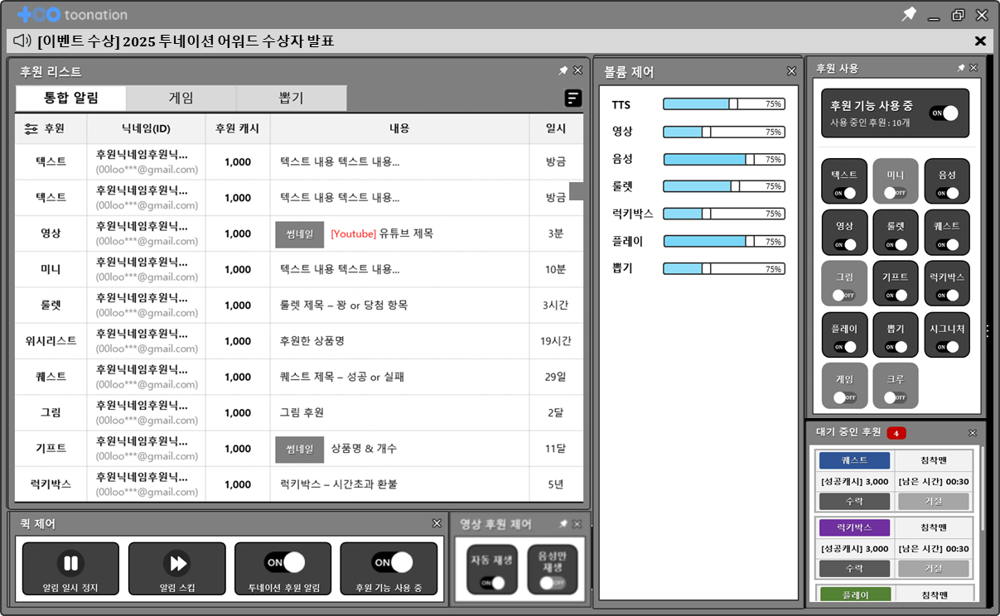 toonation
[이벤트 수상] 2025 투네이션 어워드 수상자 발표
후원 리스트
통합 알림 게임 뽑기
후원 닉네임(ID) 후원 캐시 내용 일시
텍스트 후원닉네임후원닉... 1,000 텍스트 내용 텍스트 내용... 방금
(00loo***@gmail.com)
텍스트 후원닉네임후원닉... 1,000 텍스트 내용 텍스트 내용... 방금
(00loo***@gmail.com)
영상 후원닉네임후원닉... 1,000 썸네일 [Youtube] 유튜브 제목 3분
(00loo***@gmail.com)
미니 후원닉네임후원닉... 1,000 텍스트 내용 텍스트 내용... 10분
(00loo***@gmail.com)
룰렛 후원닉네임후원닉... 1,000 룰렛 제목 – 꽝 or 당첨 항목 3시간
(00loo***@gmail.com)
위시리스트 후원닉네임후원닉... 1,000 후원한 상품명 19시간
(00loo***@gmail.com)
퀘스트 후원닉네임후원닉... 1,000 퀘스트 제목 – 성공 or 실패 29일
(00loo***@gmail.com)
그림 후원닉네임후원닉... 1,000 그림 후원 2달
(00loo***@gmail.com)
기프트 후원닉네임후원닉... 1,000 썸네일 상품명 & 개수 11달
(00loo***@gmail.com)
럭키박스 후원닉네임후원닉... 1,000 럭키박스 – 시간초과 환불 5년
(00loo***@gmail.com)
퀵 제어
알림 일시 정지
알림 스킵
ON
투네이션 후원 알림
ON
후원 기능 사용 중
영상 후원 제어
자동 재생
ON
음성만
재생
OFF
볼륨 제어
TTS 75%
영상 75%
음성 75%
룰렛 75%
럭키박스 75%
플레이 75%
뽑기 75%
후원 사용
후원 기능 사용 중 ON
사용 중인 후원 : 10개
텍스트 미니 음성
ON OFF ON
영상 룰렛 퀘스트
ON ON ON
그림 기프트 럭키박스
OFF ON ON
플레이 뽑기 시그니처
ON ON ON
게임 크루
OFF OFF
대기 중인 후원 4
퀘스트 침착맨
[성공캐시] 3,000 [남은 시간] 00:30
수락 거절
럭키박스 침착맨
[성공캐시] 3,000 [남은 시간] 00:30
수락 거절
플레이 침착맨